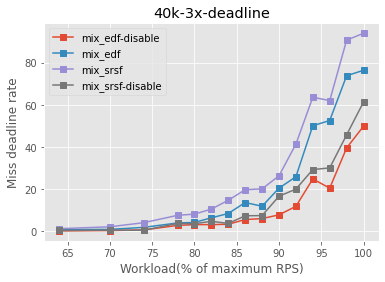 40k-3x-deadline
mix_edf-disable
mix_edf
mix_srsf
mix_srsf-disable
Miss deadline rate
80
60
40
20
0
65 70 75 80 85 90 95 100
Workload(% of maximum RPS)